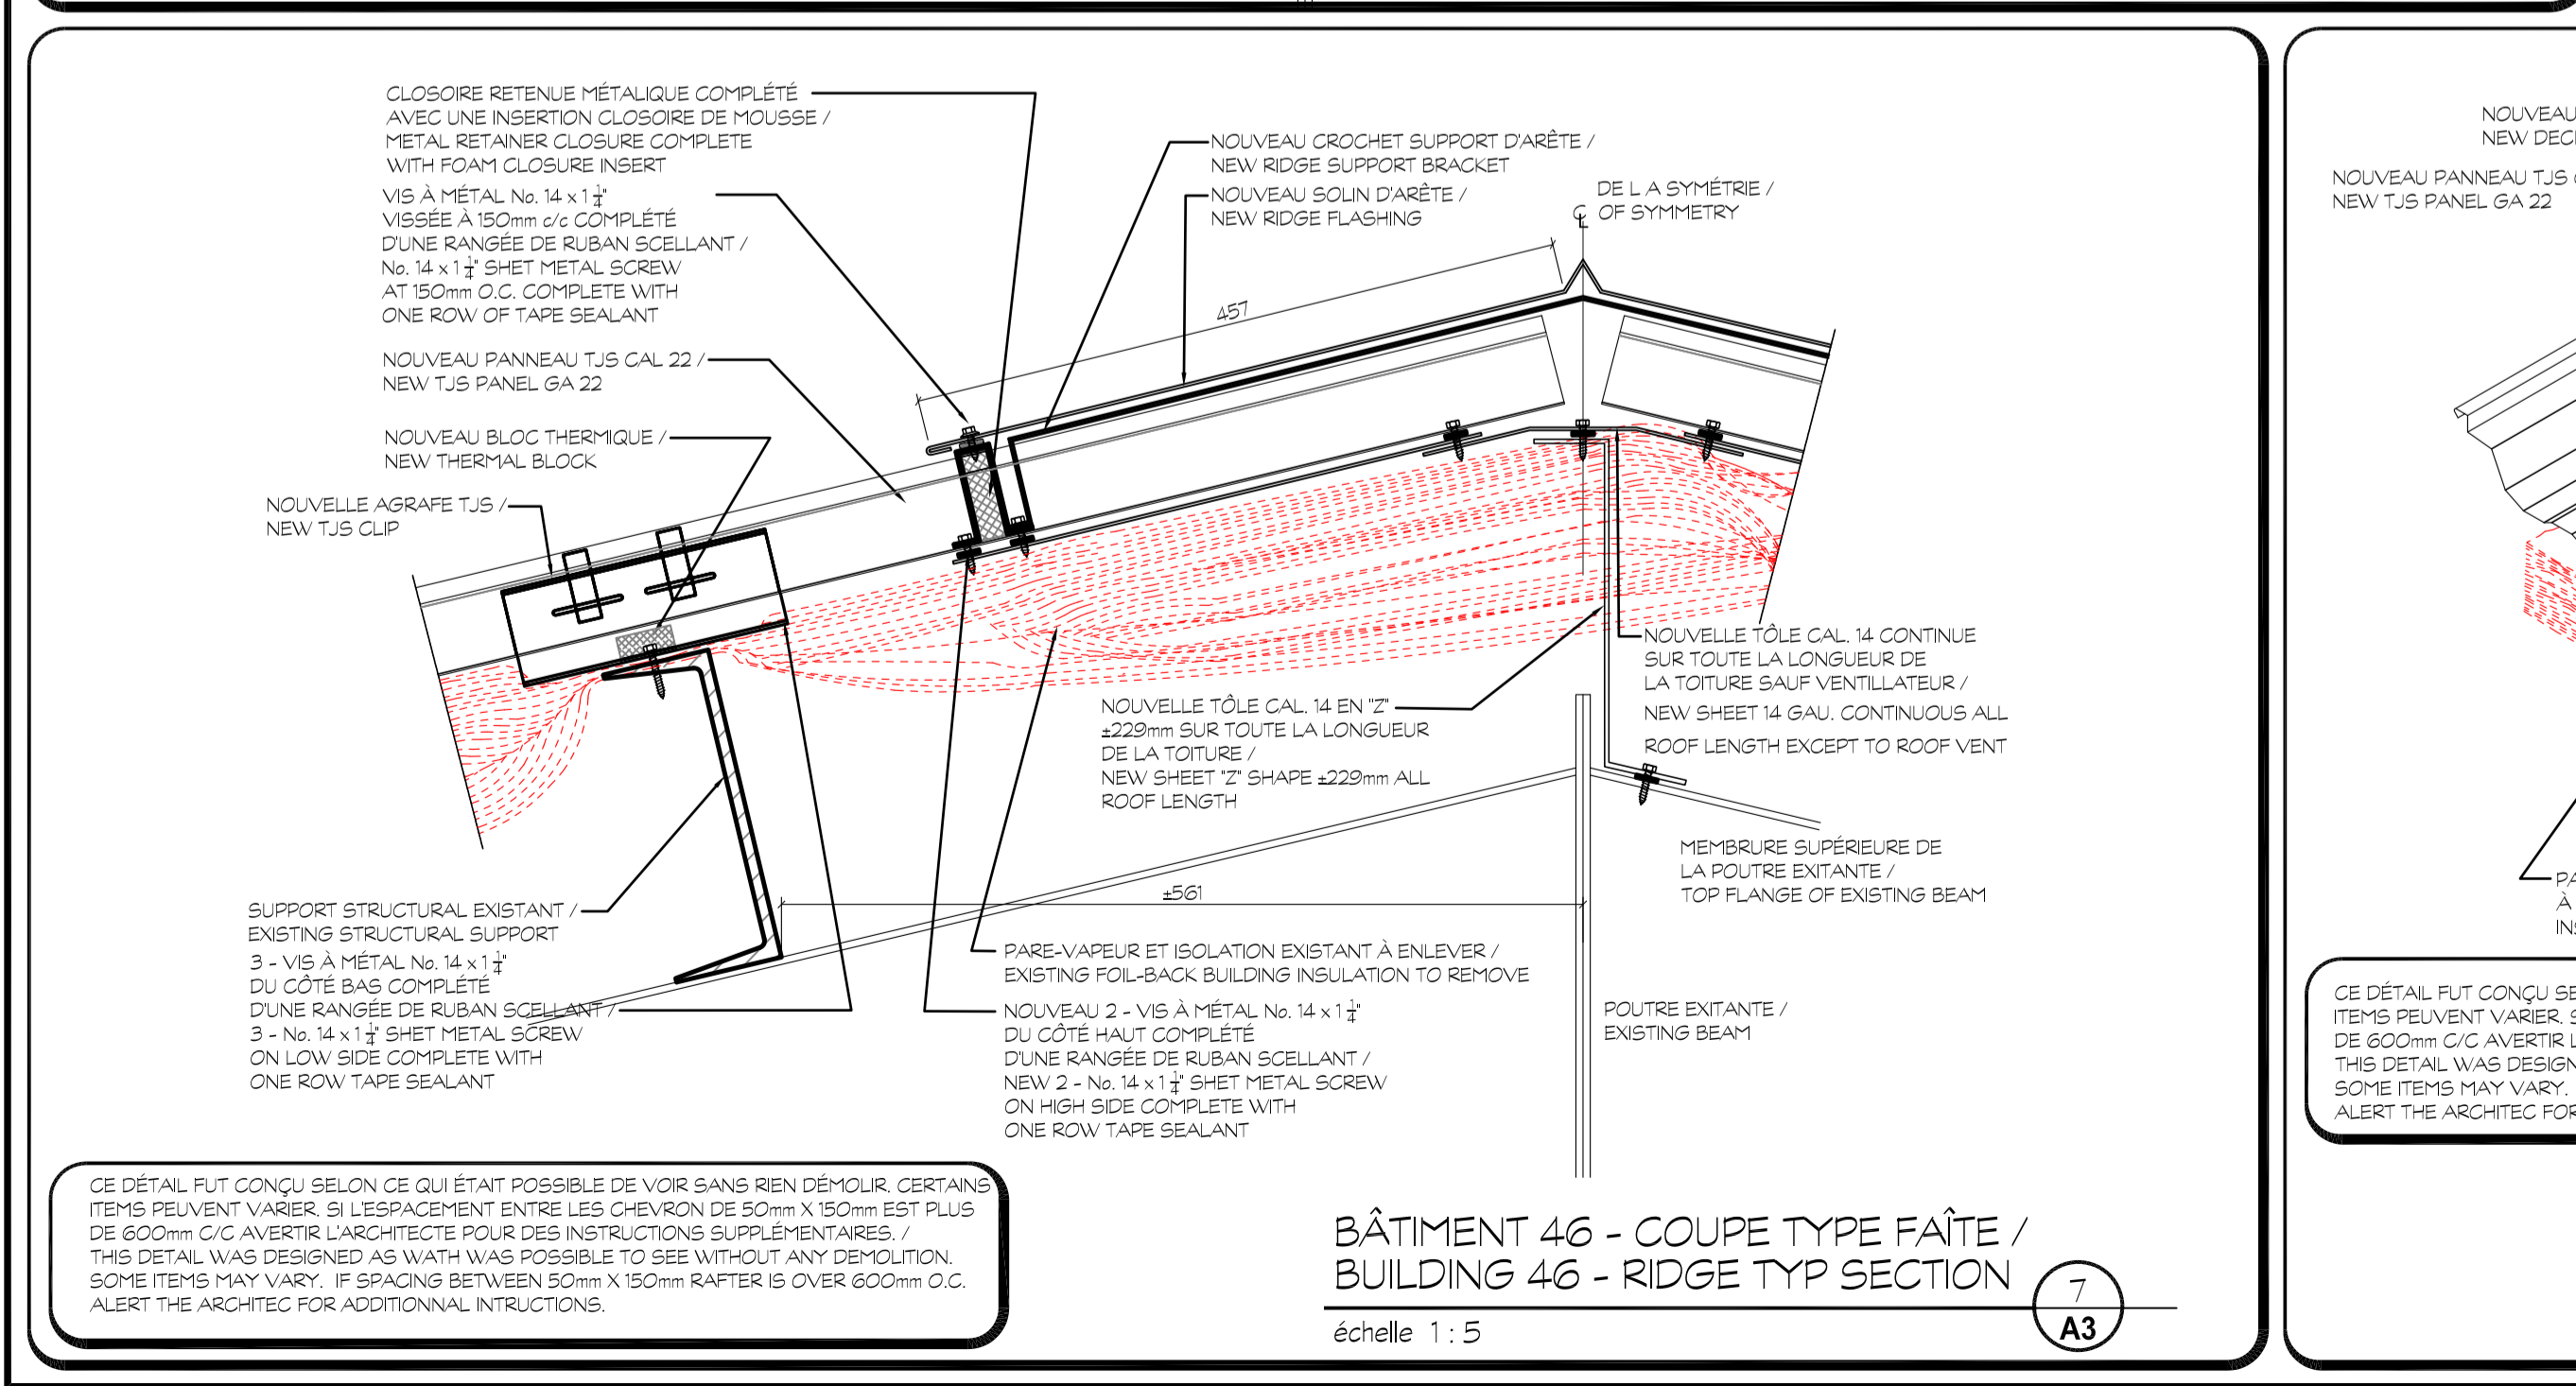 CLOSOIRE RETENUE MÉTALIQUE COMPLÉTÉ
AVEC UNE INSERTION CLOSOIRE DE MOUSSE /
METAL RETAINER CLOSURE COMPLETE
WITH FOAM CLOSURE INSERT
VIS À MÉTAL No. 14 x 1 1/4"
VISSÉE À 150mm c/c COMPLÉTÉ
D'UNE RANGÉE DE RUBAN SCELLANT /
No. 14 x 1 1/4" SHET METAL SCREW
AT 150mm O.C. COMPLETE WITH
ONE ROW OF TAPE SEALANT
NOUVEAU PANNEAU TJS CAL 22 /
NEW TJS PANEL GA 22
NOUVEAU BLOC THERMIQUE /
NEW THERMAL BLOCK
NOUVELLE AGRAFE TJS /
NEW TJS CLIP
NOUVEAU CROCHET SUPPORT D'ARÊTE /
NEW RIDGE SUPPORT BRACKET
NOUVEAU SOLIN D'ARÊTE /
NEW RIDGE FLASHING
DE L A SYMÉTRIE /
℄ OF SYMMETRY
457
NOUVELLE TÔLE CAL. 14 CONTINUE
SUR TOUTE LA LONGUEUR DE
LA TOITURE SAUF VENTILLATEUR /
NEW SHEET 14 GAU. CONTINUOUS ALL
ROOF LENGTH EXCEPT TO ROOF VENT
NOUVELLE TÔLE CAL. 14 EN "Z"
±229mm SUR TOUTE LA LONGUEUR
DE LA TOITURE /
NEW SHEET "Z" SHAPE ±229mm ALL
ROOF LENGTH
MEMBRURE SUPÉRIEURE DE
LA POUTRE EXITANTE /
TOP FLANGE OF EXISTING BEAM
±561
SUPPORT STRUCTURAL EXISTANT /
EXISTING STRUCTURAL SUPPORT
3 - VIS À MÉTAL No. 14 x 1 1/4"
DU CÔTÉ BAS COMPLÉTÉ
D'UNE RANGÉE DE RUBAN SCELLANT /
3 - No. 14 x 1 1/4" SHET METAL SCREW
ON LOW SIDE COMPLETE WITH
ONE ROW TAPE SEALANT
PARE-VAPEUR ET ISOLATION EXISTANT À ENLEVER /
EXISTING FOIL-BACK BUILDING INSULATION TO REMOVE
NOUVEAU 2 - VIS À MÉTAL No. 14 x 1 1/4"
DU CÔTÉ HAUT COMPLÉTÉ
D'UNE RANGÉE DE RUBAN SCELLANT /
NEW 2 - No. 14 x 1 1/4" SHET METAL SCREW
ON HIGH SIDE COMPLETE WITH
ONE ROW TAPE SEALANT
POUTRE EXITANTE /
EXISTING BEAM
CE DÉTAIL FUT CONÇU SELON CE QUI ÉTAIT POSSIBLE DE VOIR SANS RIEN DÉMOLIR. CERTAINS
ITEMS PEUVENT VARIER. SI L'ESPACEMENT ENTRE LES CHEVRON DE 50mm X 150mm EST PLUS
DE 600mm C/C AVERTIR L'ARCHITECTE POUR DES INSTRUCTIONS SUPPLÉMENTAIRES. /
THIS DETAIL WAS DESIGNED AS WATH WAS POSSIBLE TO SEE WITHOUT ANY DEMOLITION.
SOME ITEMS MAY VARY. IF SPACING BETWEEN 50mm X 150mm RAFTER IS OVER 600mm O.C.
ALERT THE ARCHITEC FOR ADDITIONNAL INTRUCTIONS.
BÂTIMENT 46 - COUPE TYPE FAÎTE /
BUILDING 46 - RIDGE TYP SECTION
échelle 1 : 5
7
A3
NOUVEAU
NEW
NOUVEAU PANNEAU TJS
NEW TJS PANEL GA 22
À
CE DÉTAIL FUT CONÇU
ITEMS PEUVENT VARIER.
DE 600mm C/C AVERTIR
THIS DETAIL WAS
SOME ITEMS MAY VARY.
ALERT THE ARCHITEC